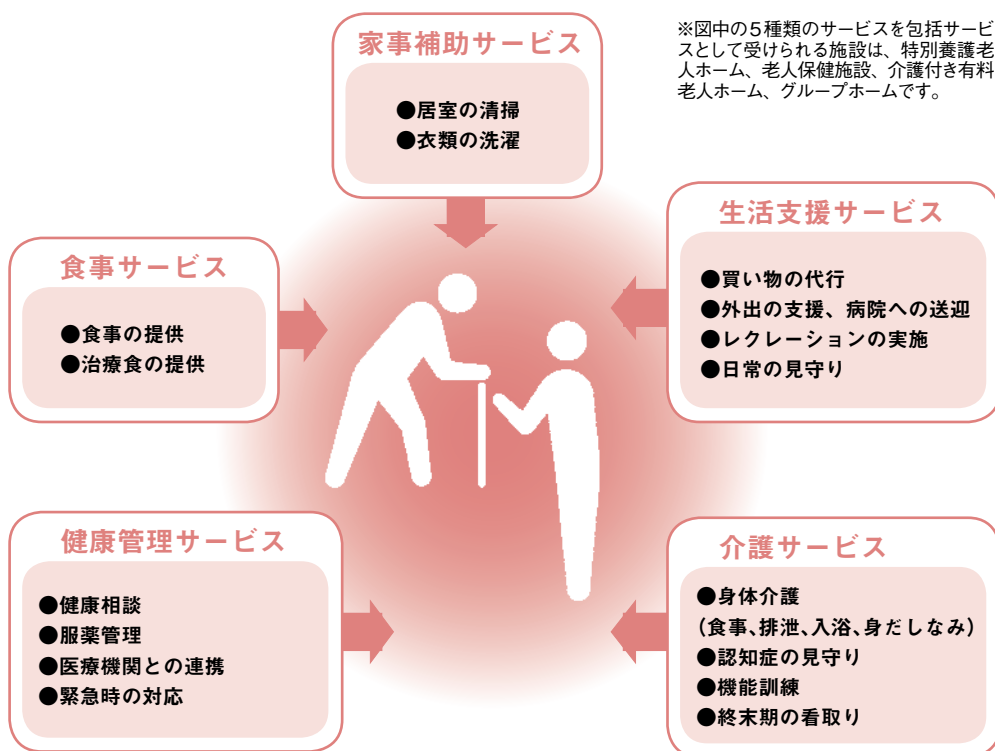 家事補助サービス
●居室の清掃
●衣類の洗濯
※図中の5種類のサービスを包括サービ
スとして受けられる施設は、特別養護老
人ホーム、老人保健施設、介護付き有料
老人ホーム、グループホームです。
食事サービス
●食事の提供
●治療食の提供
生活支援サービス
●買い物の代行
●外出の支援、病院への送迎
●レクレーションの実施
●日常の見守り
健康管理サービス
●健康相談
●服薬管理
●医療機関との連携
●緊急時の対応
介護サービス
●身体介護
（食事、排泄、入浴、身だしなみ）
●認知症の見守り
●機能訓練
●終末期の看取り